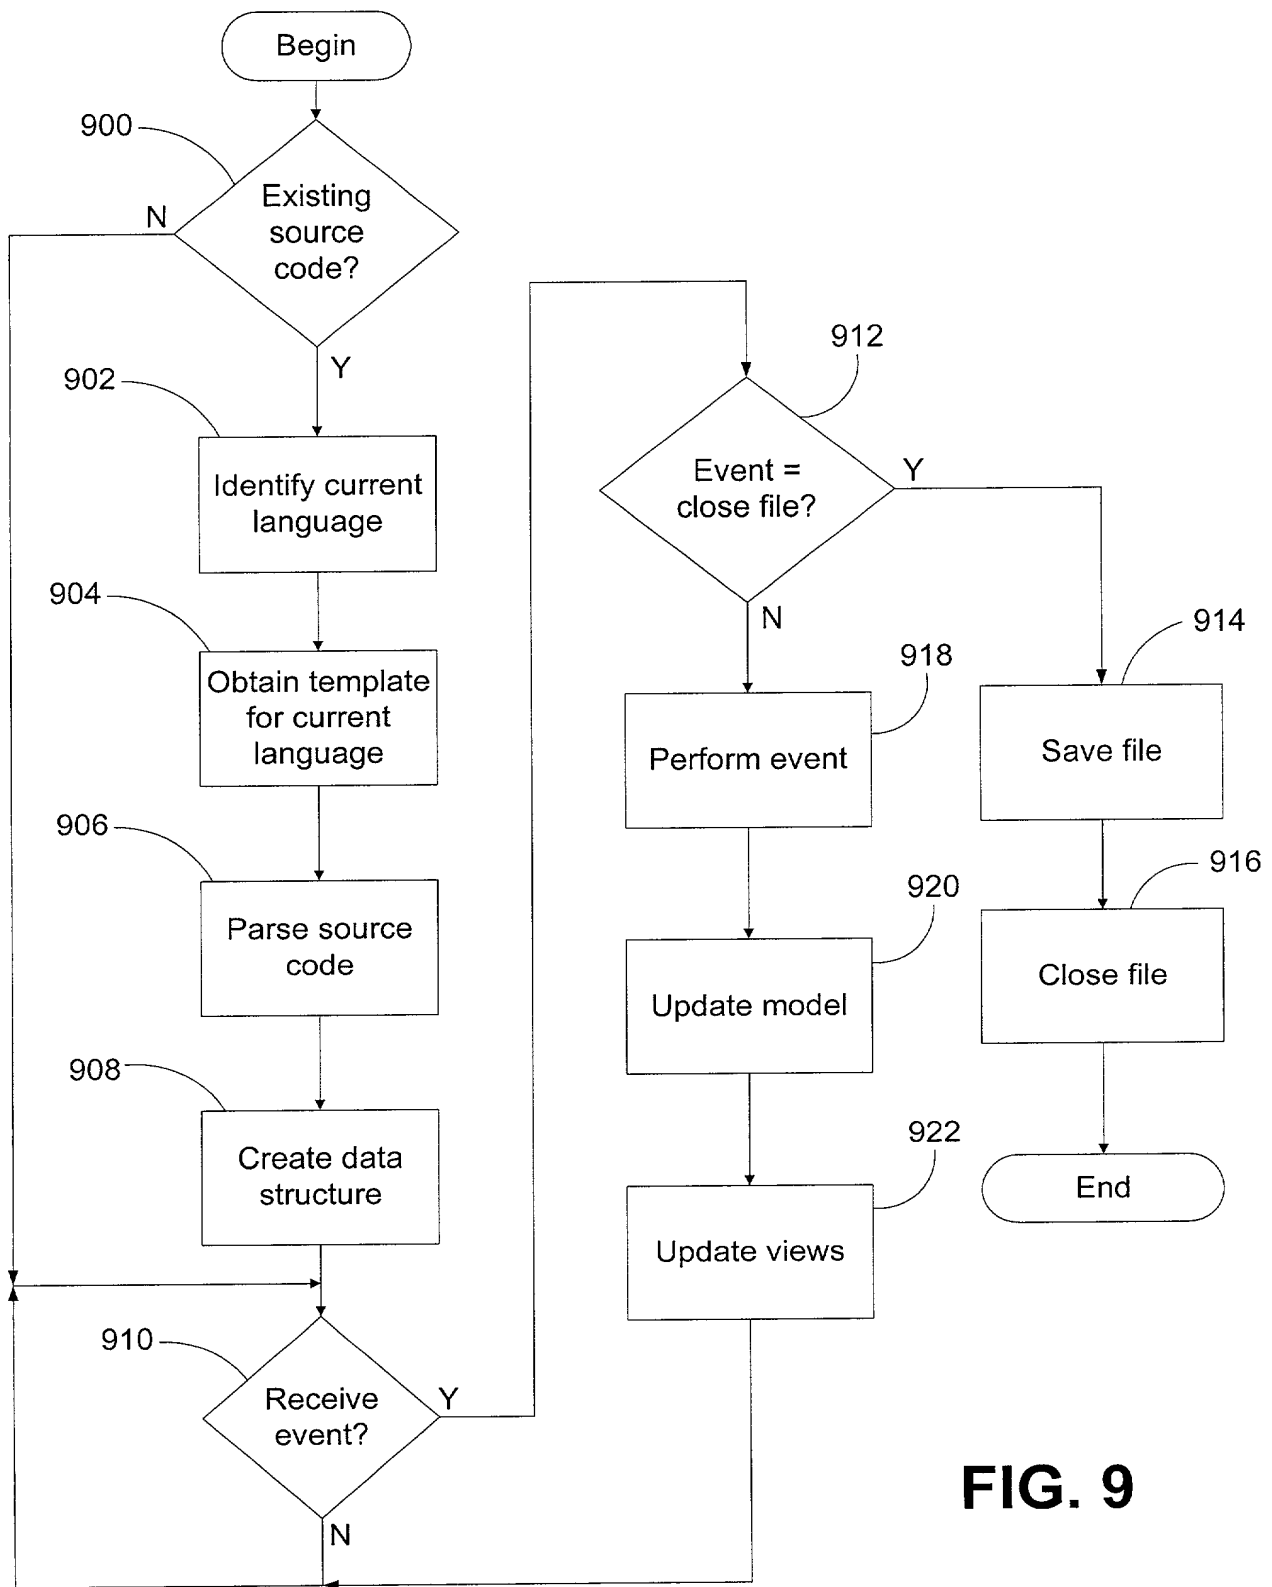 Begin
900
Existing
source
code?
N
Y
902
Identify current
language
904
Obtain template
for current
language
906
Parse source
code
908
Create data
structure
910
Receive
event?
Y
N
912
Event =
close file?
Y
N
914
Save file
916
Close file
End
918
Perform event
920
Update model
922
Update views
FIG. 9